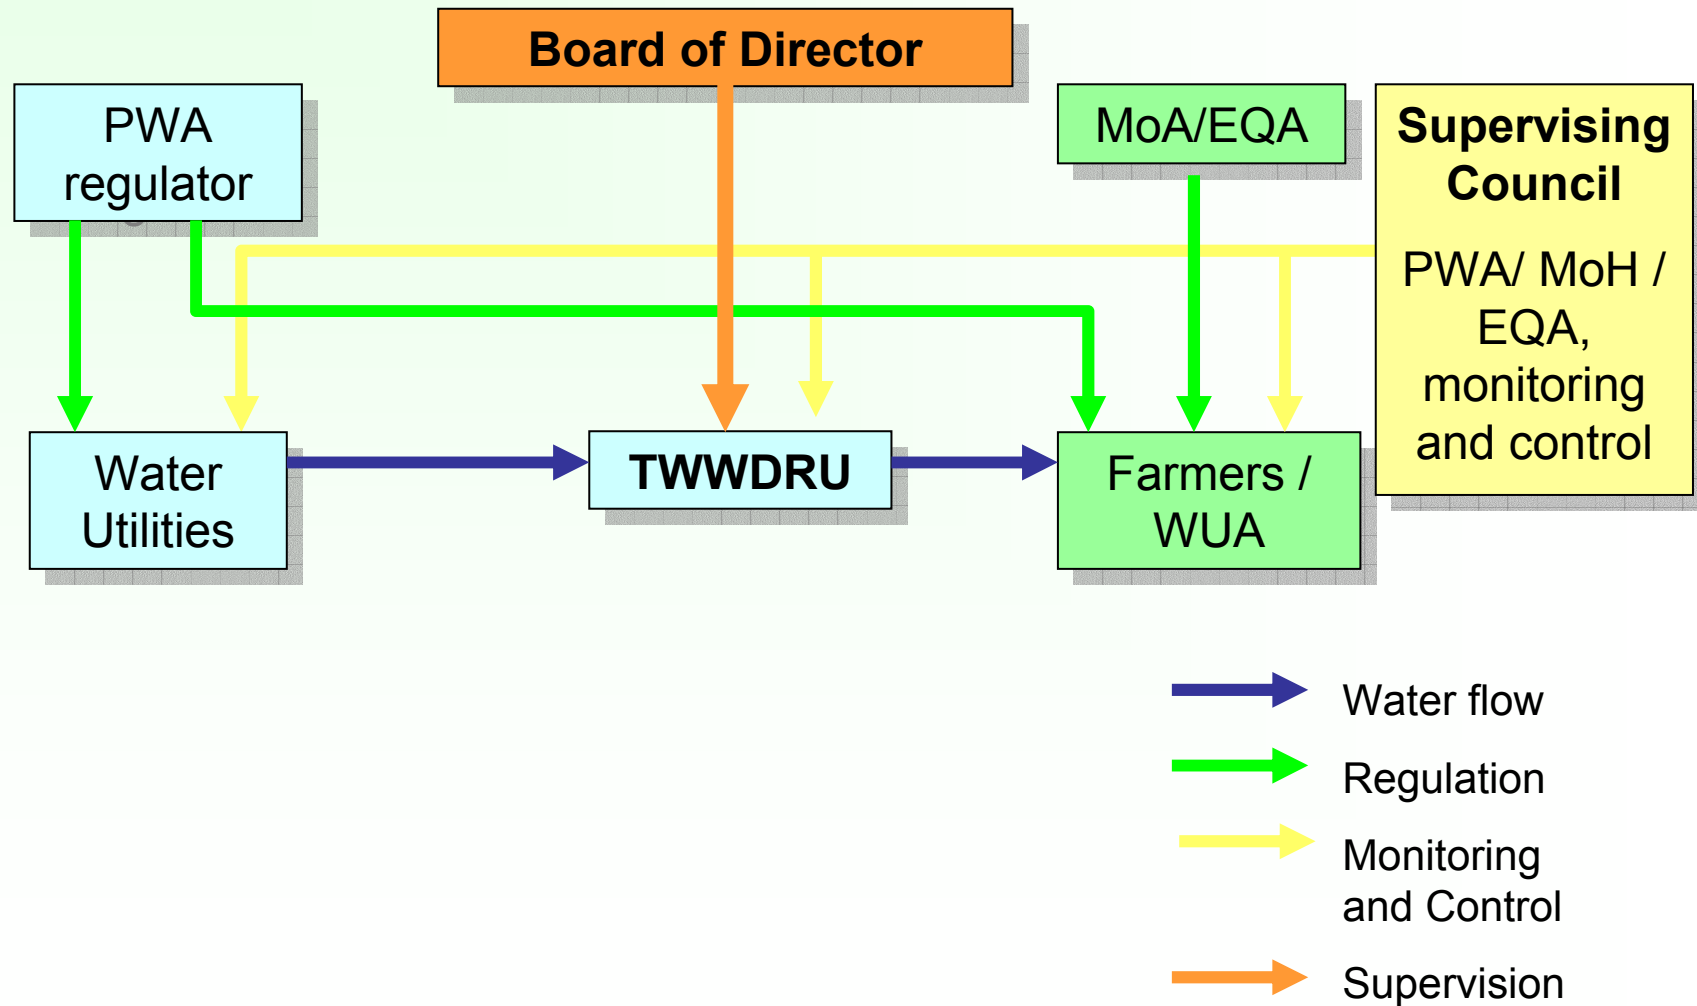 Board of Director
PWA
regulator
MoA/EQA
Supervising
Council
PWA/ MoH /
EQA,
monitoring
and control
Water
Utilities
TWWDRU
Farmers /
WUA
Water flow
Regulation
Monitoring
and Control
Supervision